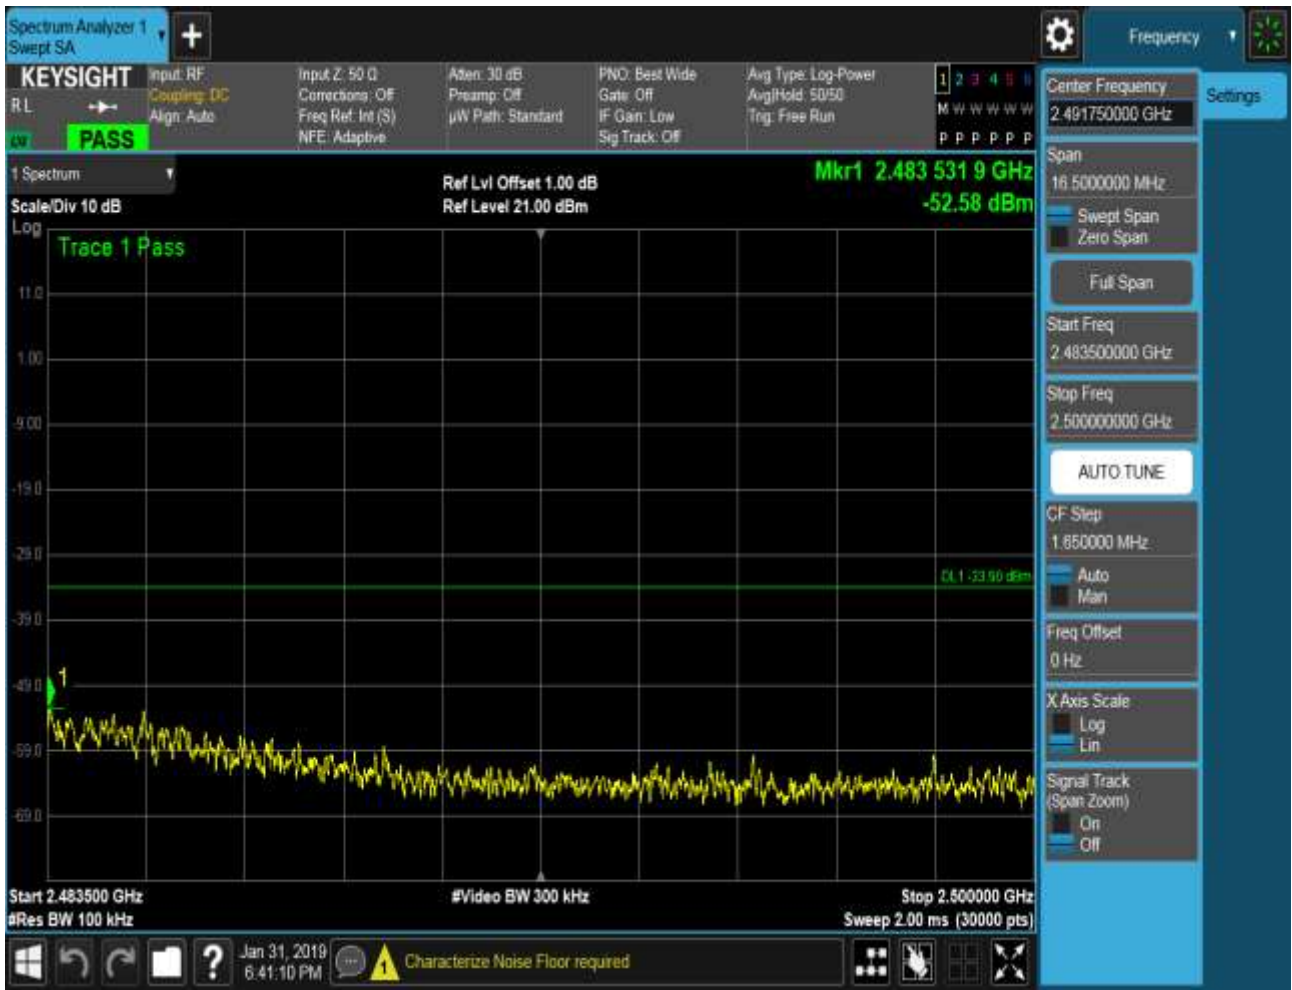 Spectrum Analyzer 1
Swept SA
Frequency
KEYSIGHT
RL
PASS
Input: RF
Coupling: DC
Align: Auto
Input Z: 50 Ω
Corrections: Off
Freq Ref: Int (S)
NFE: Adaptive
Atten: 30 dB
Preamp: Off
µW Path: Standard
PNO: Best Wide
Gate: Off
IF Gain: Low
Sig Track: Off
Avg Type: Log-Power
Avg|Hold: 50/50
Trig: Free Run
1 2 3 4 5 6
M W W W W W
P P P P P P
1 Spectrum
Scale/Div 10 dB
Log
Ref Lvl Offset 1.00 dB
Ref Level 21.00 dBm
Mkr1 2.483 531 9 GHz
-52.58 dBm
Trace 1 Pass
11.0
1.00
-9.00
-19.0
-29.0
DL1 -33.90 dBm
-39.0
-49.0
1
-59.0
-69.0
Start 2.483500 GHz
#Res BW 100 kHz
#Video BW 300 kHz
Stop 2.500000 GHz
Sweep 2.00 ms (30000 pts)
Center Frequency
2.491750000 GHz
Settings
Span
16.5000000 MHz
Swept Span
Zero Span
Full Span
Start Freq
2.483500000 GHz
Stop Freq
2.500000000 GHz
AUTO TUNE
CF Step
1.650000 MHz
Auto
Man
Freq Offset
0 Hz
X Axis Scale
Log
Lin
Signal Track
(Span Zoom)
On
Off
?
Jan 31, 2019
6:41:10 PM
1
Characterize Noise Floor required